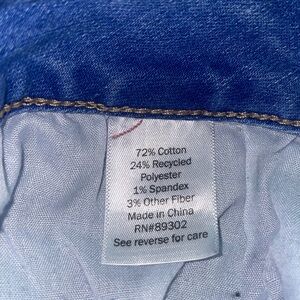 72% Cotton
24% Recycled
Polyester
1% Spandex
3% Other Fiber
Made in China
RN#89302
See reverse for care